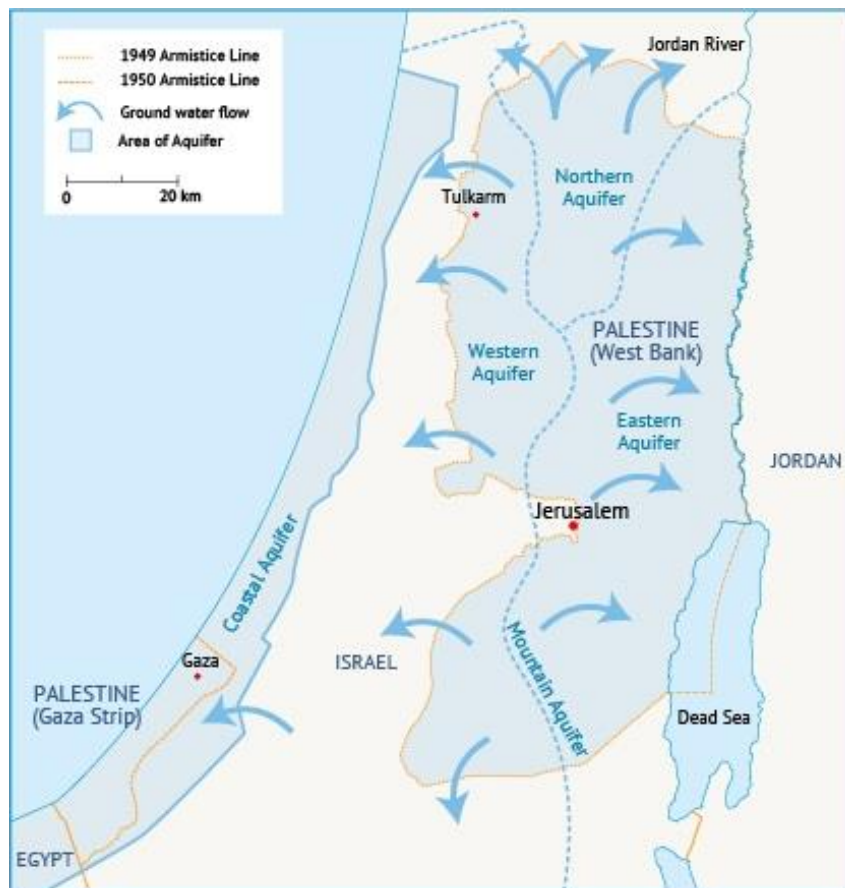 1949 Armistice Line
1950 Armistice Line
Ground water flow
Area of Aquifer
0
20 km
Jordan River
Northern
Aquifer
Tulkarm
PALESTINE
(West Bank)
Western
Aquifer
Eastern
Aquifer
JORDAN
Jerusalem
Coastal Aquifer
ISRAEL
Gaza
PALESTINE
(Gaza Strip)
Mountain Aquifer
Dead Sea
EGYPT